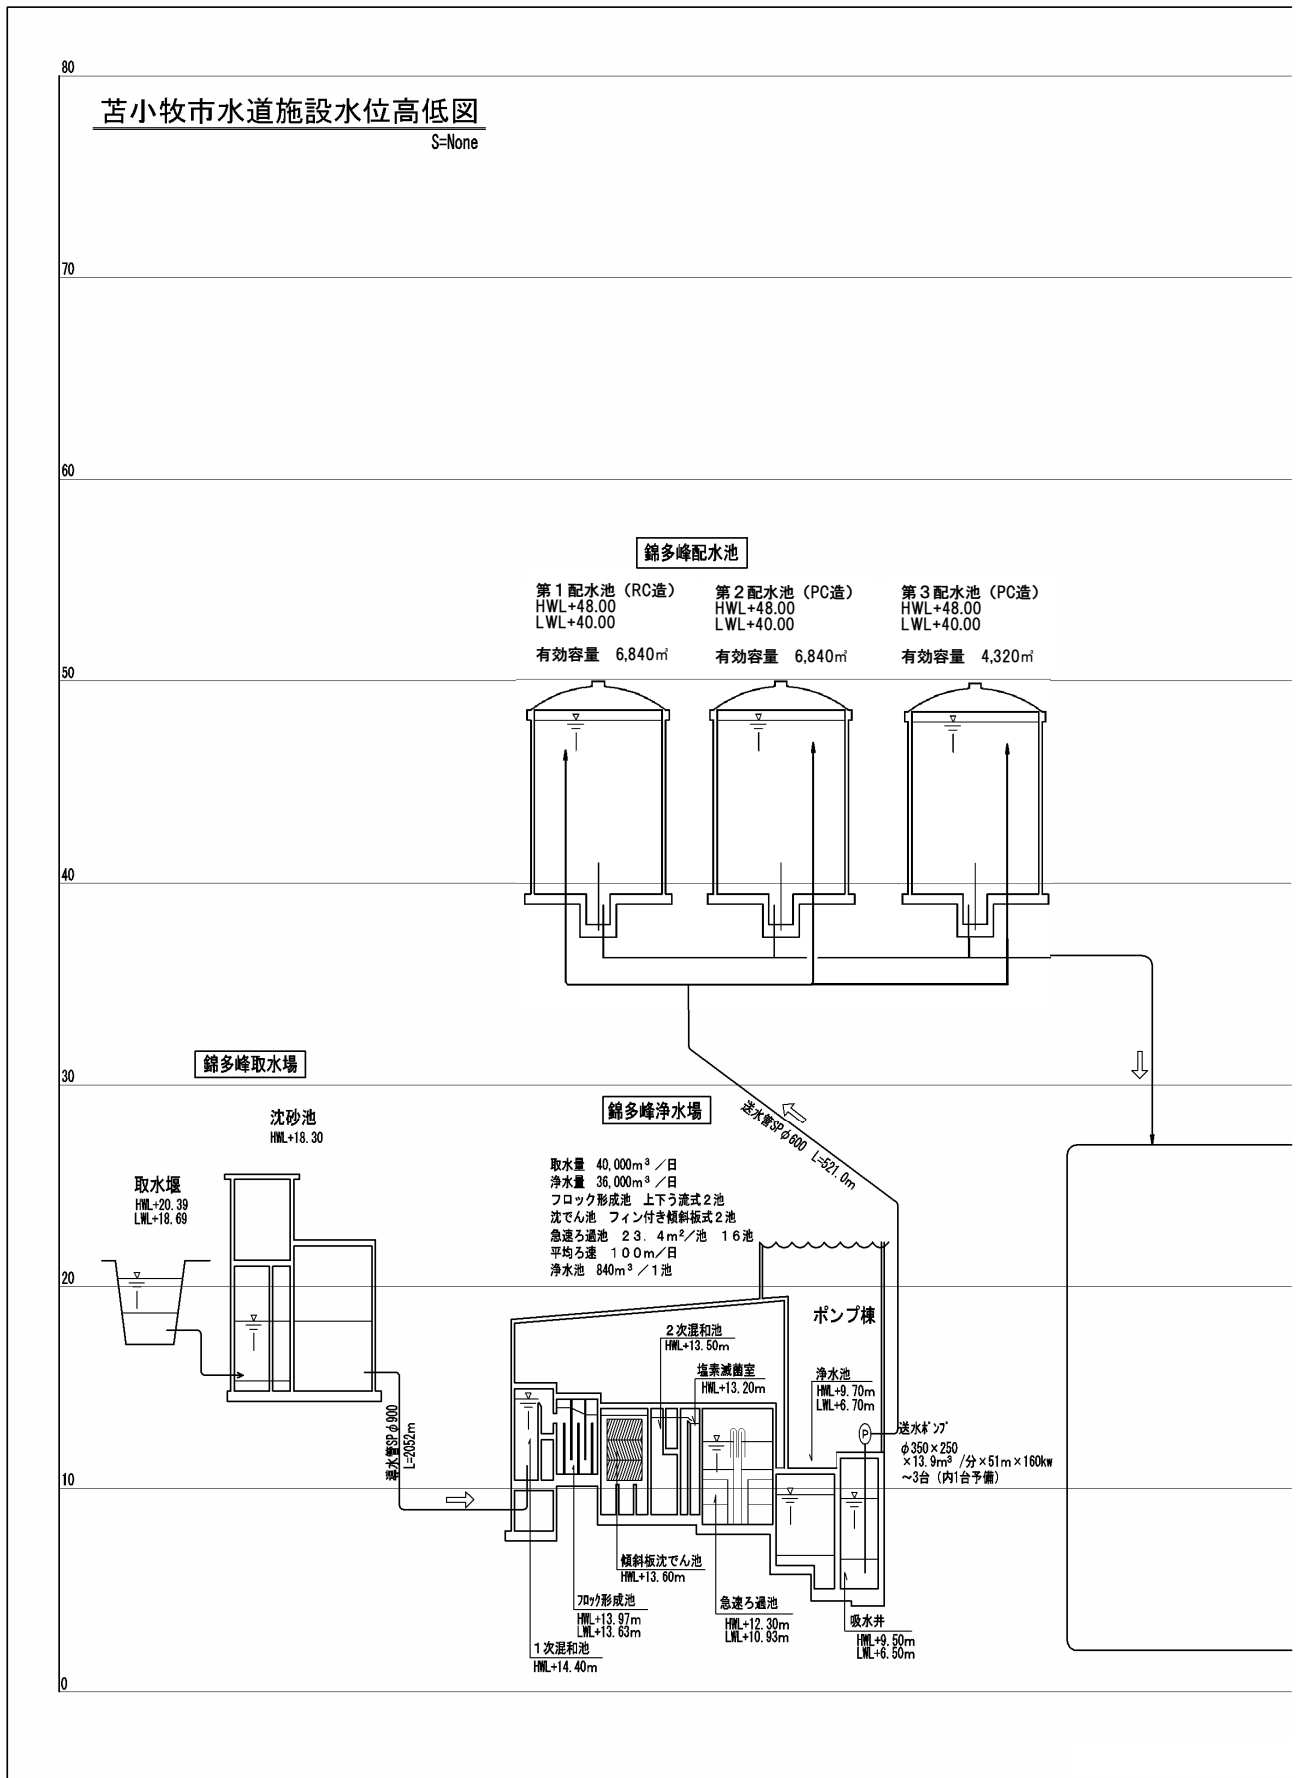 80
苫小牧市水道施設水位高低図
S=None
70
60
錦多峰配水池
第1配水池（RC造）
HWL+48.00
LWL+40.00
有効容量 6,840㎥
第2配水池（PC造）
HWL+48.00
LWL+40.00
有効容量 6,840㎥
第3配水池（PC造）
HWL+48.00
LWL+40.00
有効容量 4,320㎥
50
40
錦多峰取水場
30
沈砂池
HWL+18.30
取水堰
HWL+20.39
LWL+18.69
錦多峰浄水場
取水量 40,000m³／日
浄水量 36,000m³／日
フロック形成池 上下う流式2池
沈でん池 フィン付き傾斜板式2池
急速ろ過池 23.4m²／池 16池
平均ろ速 100m／日
浄水池 840m³／1池
送水管SPφ600 L=521.0m
20
ポンプ棟
2次混和池
HWL+13.50m
塩素滅菌室
HWL+13.20m
浄水池
HWL+9.70m
LWL+6.70m
導水管SPφ900
L=2052m
P
送水ﾎﾟﾝﾌﾟ
φ350×250
×13.9m³／分×51m×160kw
～3台（内1台予備）
10
傾斜板沈でん池
HWL+13.60m
ﾌﾛｯｸ形成池
HWL+13.97m
LWL+13.63m
急速ろ過池
HWL+12.30m
LWL+10.93m
吸水井
HWL+9.50m
LWL+6.50m
1次混和池
HWL+14.40m
0